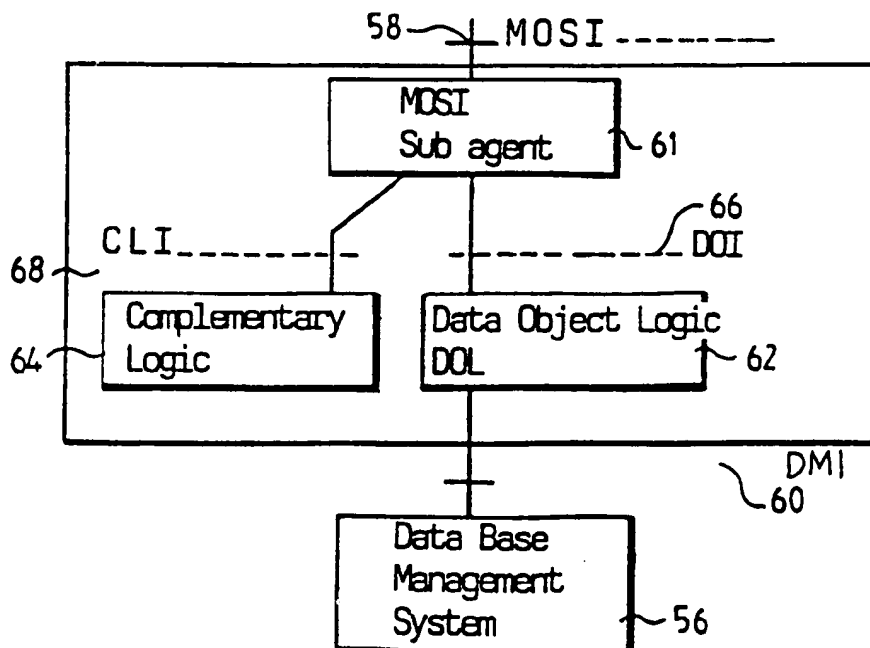 58 MOSI
MOSI
Sub agent
61
66
CLI
DOI
68
Complementary
Logic
64
Data Object Logic
DOL
62
DMI
60
Data Base
Management
System
56